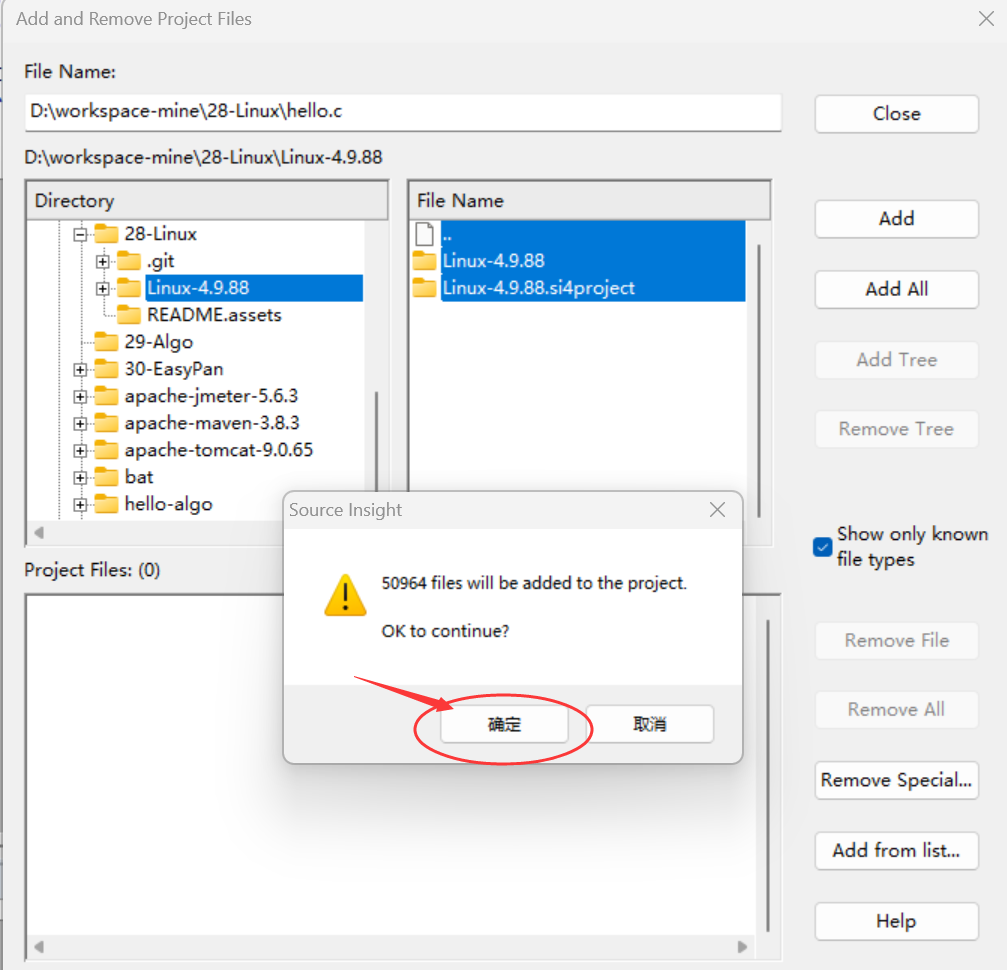 Add and Remove Project Files
File Name:
D:\workspace-mine\28-Linux\hello.c
Close
D:\workspace-mine\28-Linux\Linux-4.9.88
Directory
File Name
28-Linux
.git
Linux-4.9.88
README.assets
29-Algo
30-EasyPan
apache-jmeter-5.6.3
apache-maven-3.8.3
apache-tomcat-9.0.65
bat
hello-algo
..
Linux-4.9.88
Linux-4.9.88.si4project
Add
Add All
Add Tree
Remove Tree
Show only known
file types
Project Files: (0)
Source Insight
50964 files will be added to the project.
OK to continue?
确定
取消
Remove File
Remove All
Remove Special...
Add from list...
Help